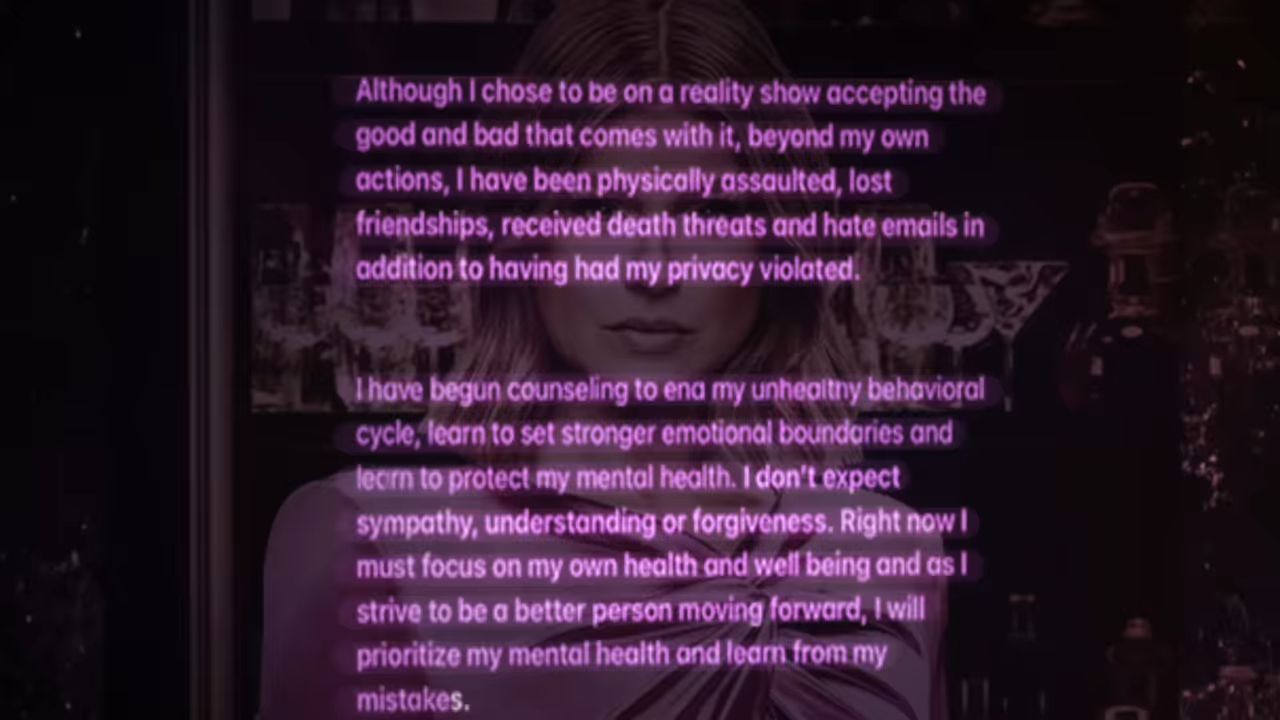 Although I chose to be on a reality show accepting the
good and bad that comes with it, beyond my own
actions, I have been physically assaulted, lost
friendships, received death threats and hate emails in
addition to having had my privacy violated.
I have begun counseling to end my unhealthy behavioral
cycle, learn to set stronger emotional boundaries and
learn to protect my mental health. I don't expect
sympathy, understanding or forgiveness. Right now I
must focus on my own health and well being and as I
strive to be a better person moving forward, I will
prioritize my mental health and learn from my
mistakes.